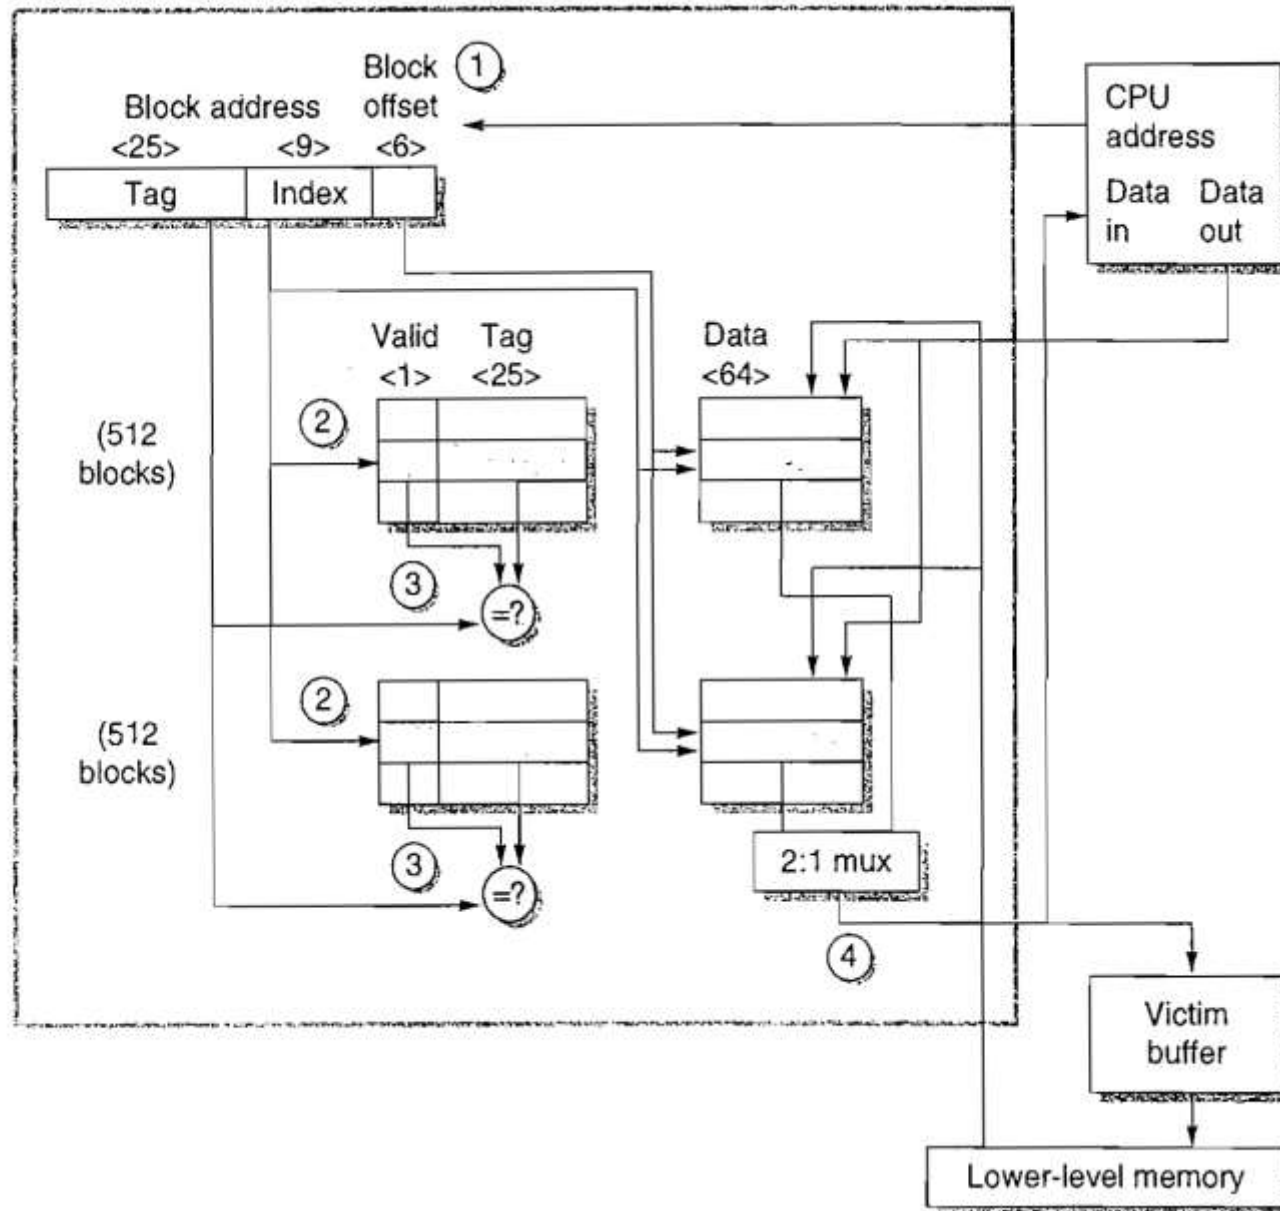 Block
offset
1
Block address
<25>
<9>
<6>
CPU
address
Data
in
Data
out
Tag
Index
Valid
<1>
Tag
<25>
Data
<64>
(512
blocks)
2
3
=?
(512
blocks)
2
3
=?
2:1 mux
4
Victim
buffer
Lower-level memory